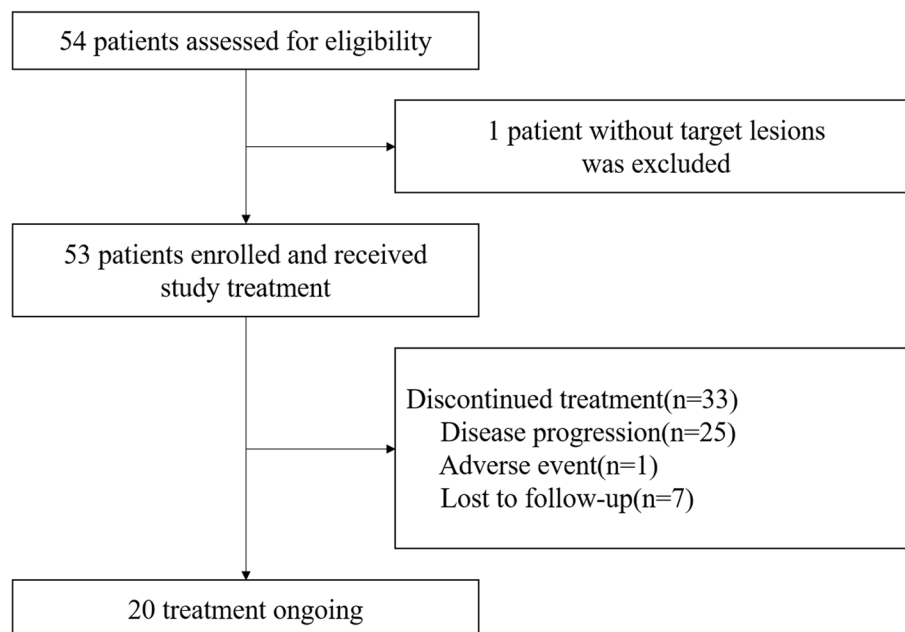 54 patients assessed for eligibility
1 patient without target lesions
was excluded
53 patients enrolled and received
study treatment
Discontinued treatment(n=33)
Disease progression(n=25)
Adverse event(n=1)
Lost to follow-up(n=7)
20 treatment ongoing